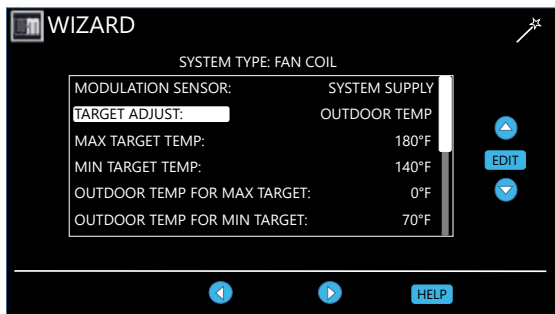 WIZARD
SYSTEM TYPE: FAN COIL
MODULATION SENSOR: SYSTEM SUPPLY
TARGET ADJUST: OUTDOOR TEMP
MAX TARGET TEMP: 180°F
MIN TARGET TEMP: 140°F
OUTDOOR TEMP FOR MAX TARGET: 0°F
OUTDOOR TEMP FOR MIN TARGET: 70°F
EDIT
HELP